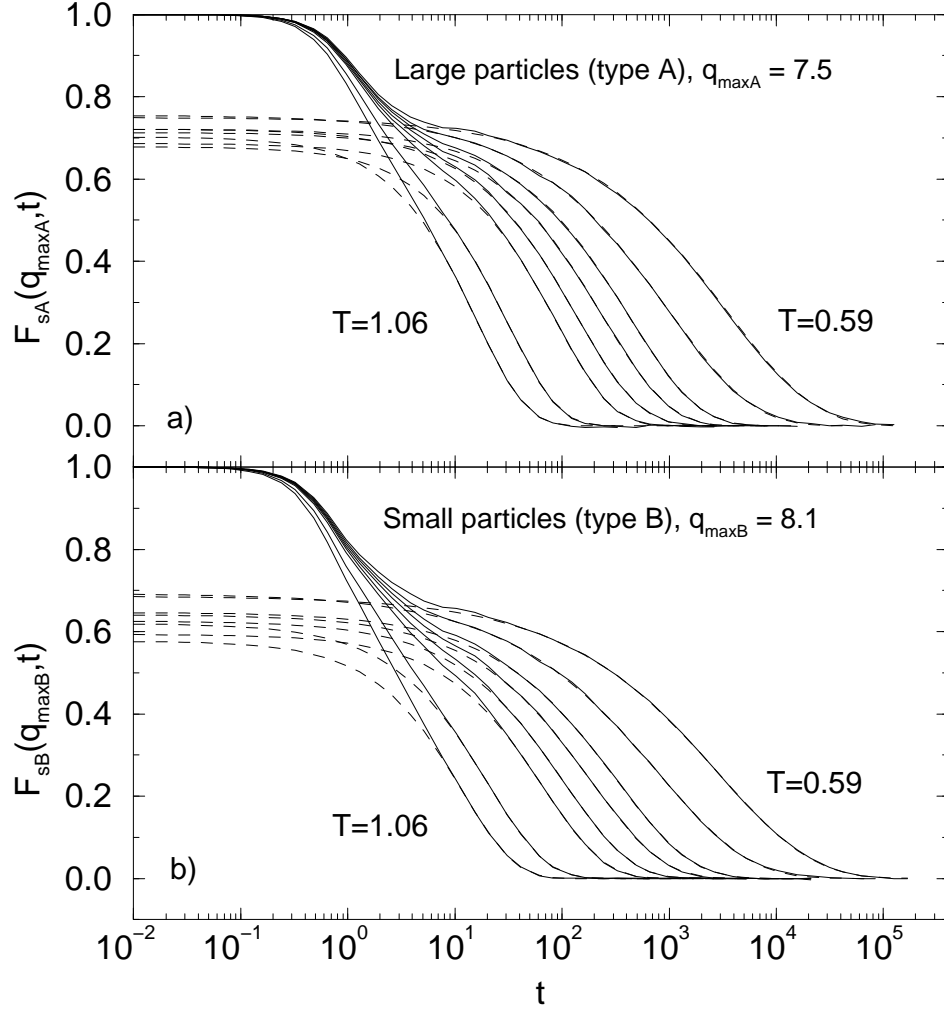 1.0
0.8
0.6
0.4
0.2
0.0
F_sA(q_maxA,t)
Large particles (type A), q_maxA = 7.5
T=1.06
T=0.59
a)
1.0
0.8
0.6
0.4
0.2
0.0
F_sB(q_maxB,t)
Small particles (type B), q_maxB = 8.1
T=0.59
T=1.06
b)
10^−2 10^−1 10^0 10^1 10^2 10^3 10^4 10^5
t